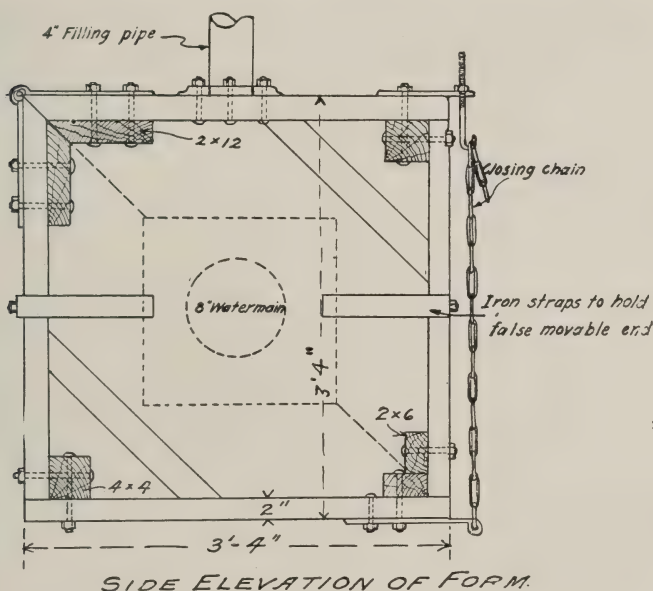 4" Filling pipe
2 x 12
Closing chain
8" Watermain
Iron straps to hold
false movable end
3'4"
2 x 6
4 x 4
2"
3'-4"
SIDE ELEVATION OF FORM.